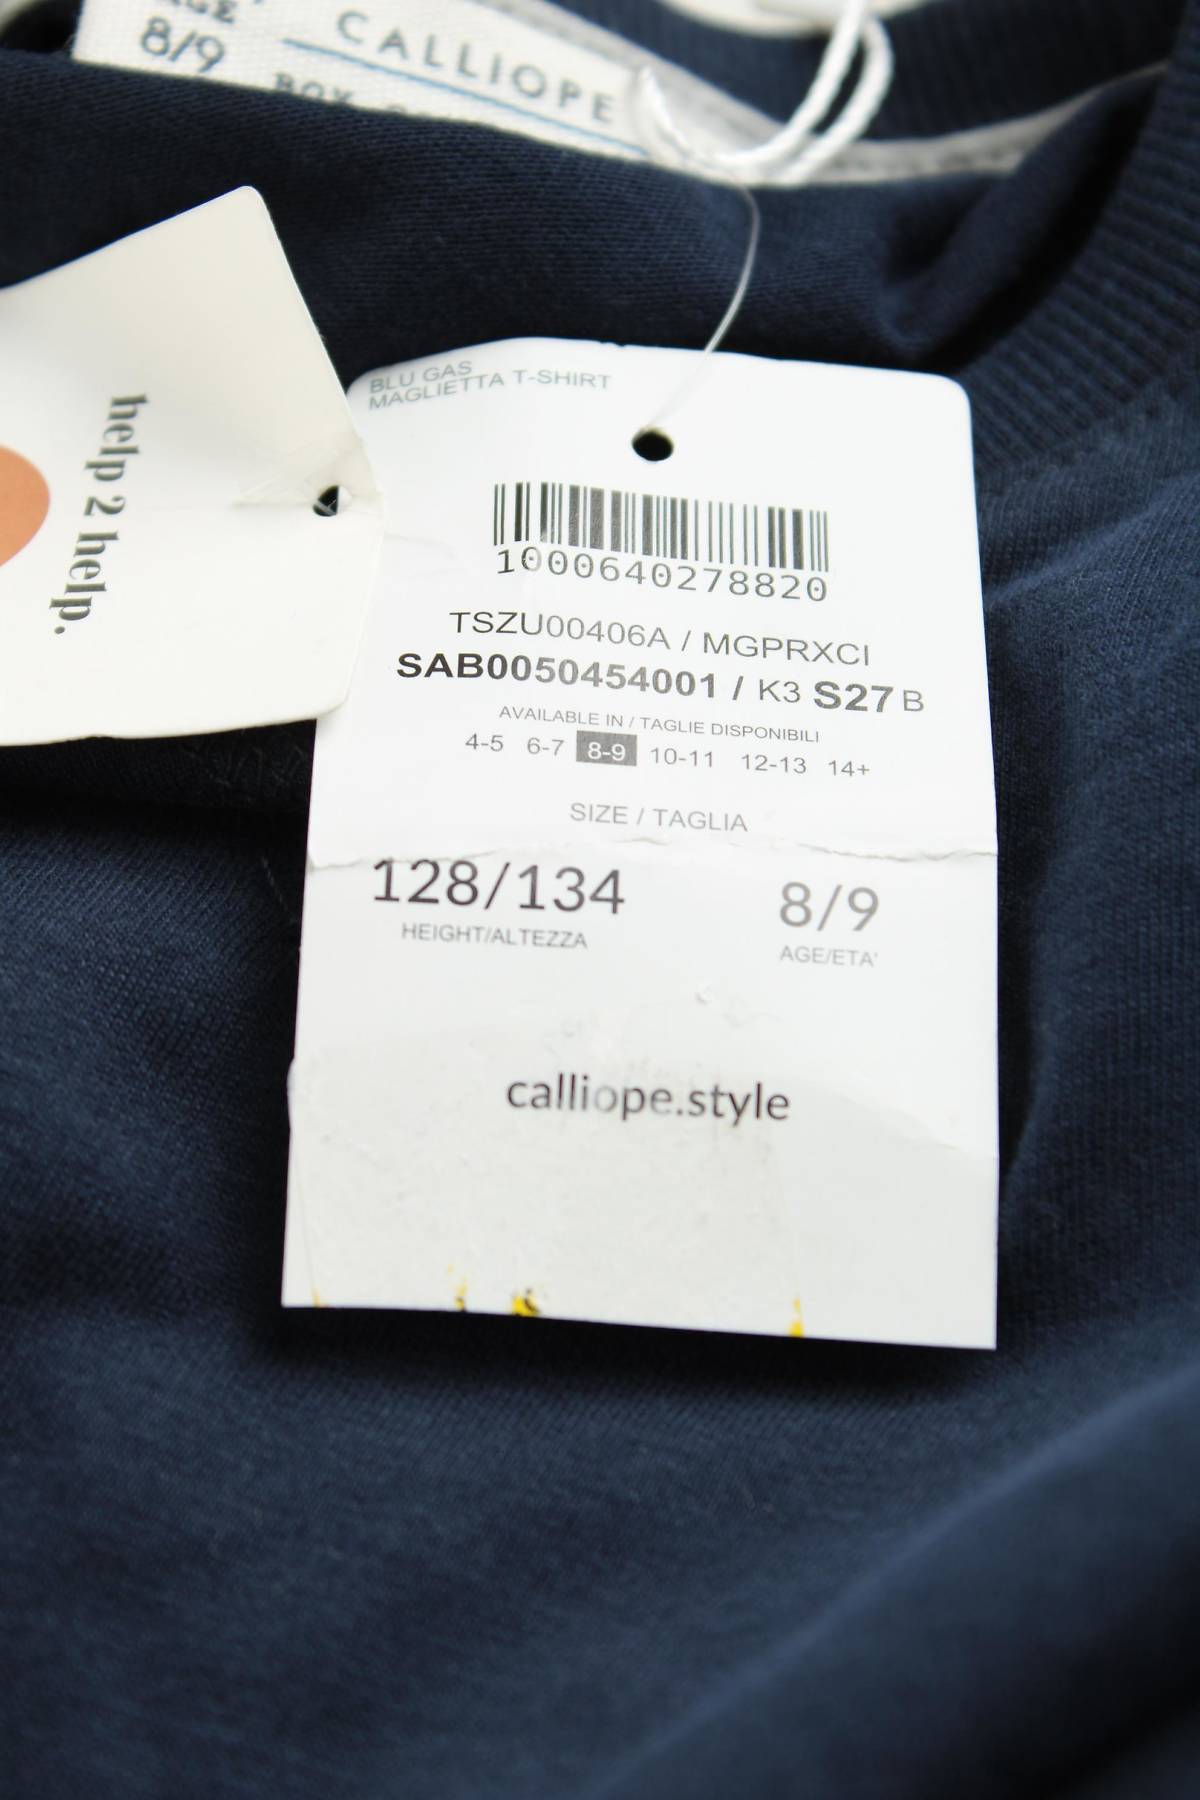 8/9
CALLIOPE
help 2 help.
BLU GAS
MAGLIETTA T-SHIRT
1000640278820
TSZU00406A / MGPRXCI
SAB0050454001 / K3 S27 B
AVAILABLE IN / TAGLIE DISPONIBILI
4-5 6-7 8-9 10-11 12-13 14+
SIZE / TAGLIA
128/134 8/9
HEIGHT/ALTEZZA AGE/ETA'
calliope.style